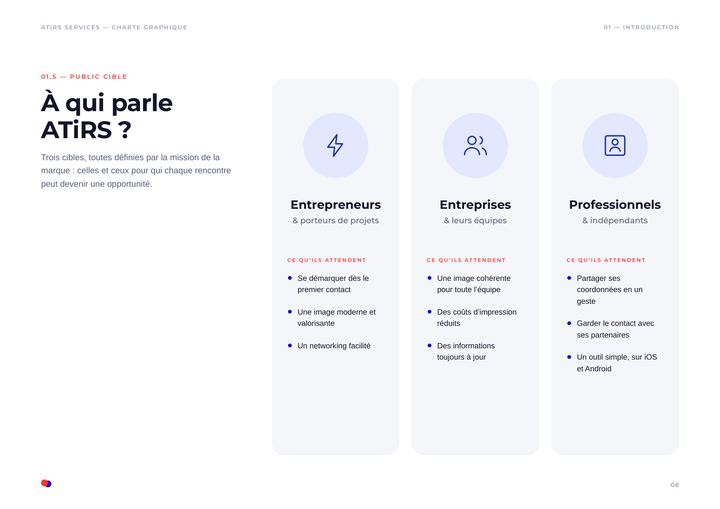 ATiRS SERVICES — CHARTE GRAPHIQUE
01 — INTRODUCTION
01.5 — PUBLIC CIBLE
À qui parle
ATiRS ?
Trois cibles, toutes définies par la mission de la
marque : celles et ceux pour qui chaque rencontre
peut devenir une opportunité.
Entrepreneurs
& porteurs de projets
CE QU'ILS ATTENDENT
Se démarquer dès le
premier contact
Une image moderne et
valorisante
Un networking facilité
Entreprises
& leurs équipes
CE QU'ILS ATTENDENT
Une image cohérente
pour toute l'équipe
Des coûts d'impression
réduits
Des informations
toujours à jour
Professionnels
& indépendants
CE QU'ILS ATTENDENT
Partager ses
coordonnées en un
geste
Garder le contact avec
ses partenaires
Un outil simple, sur iOS
et Android
08